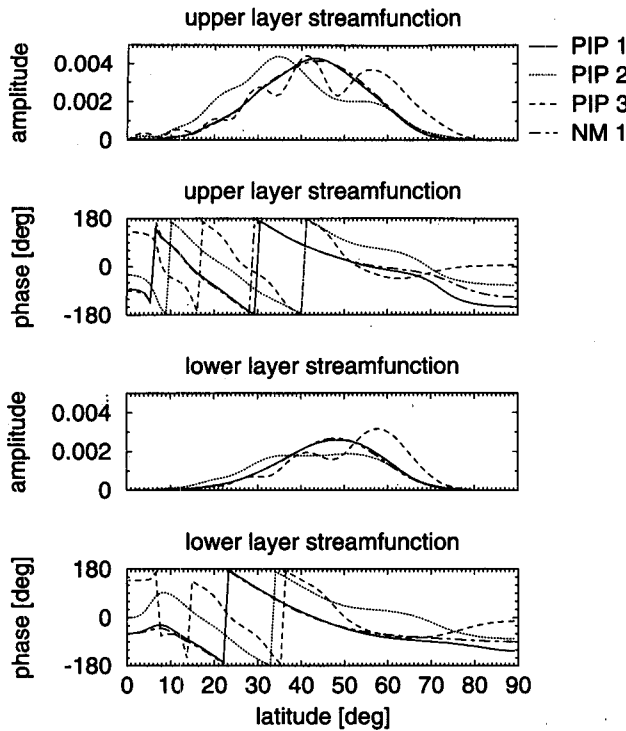 upper layer streamfunction
amplitude
0.004
0.002
0
PIP 1
PIP 2
PIP 3
NM 1
upper layer streamfunction
phase [deg]
180
0
-180
lower layer streamfunction
amplitude
0.004
0.002
0
lower layer streamfunction
phase [deg]
180
0
-180
0 10 20 30 40 50 60 70 80 90
latitude [deg]